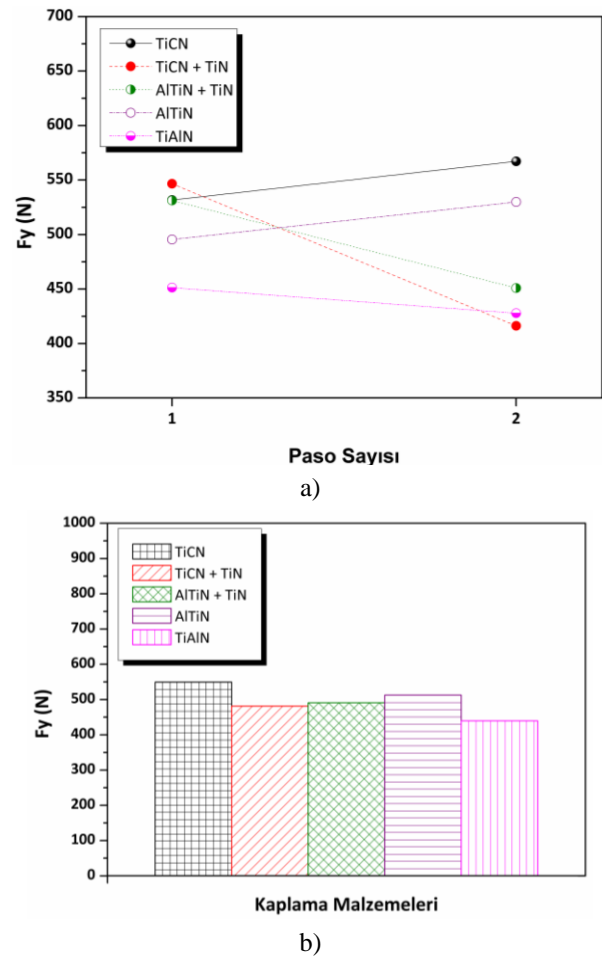 700
650
600
550
500
450
400
350
Fy (N)
TiCN
TiCN + TiN
AlTiN + TiN
AlTiN
TiAlN
1 2
Paso Sayısı
a)
1000
900
800
700
600
500
400
300
200
100
0
Fy (N)
TiCN
TiCN + TiN
AlTiN + TiN
AlTiN
TiAlN
Kaplama Malzemeleri
b)